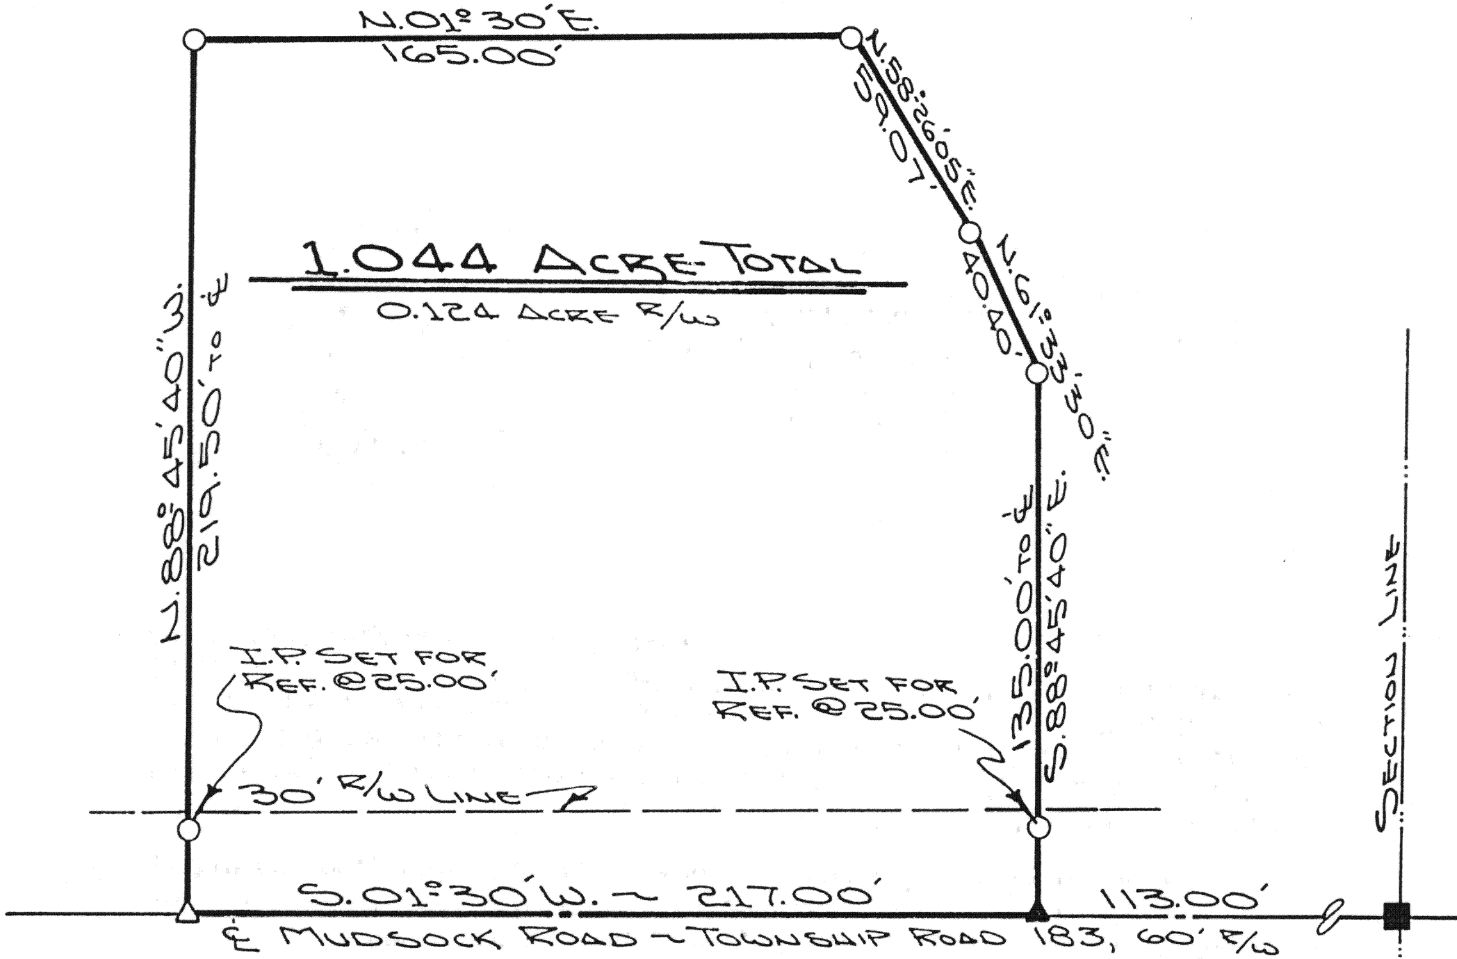 N.01° 30' E.
165.00'
N.58°26'05"E.
59.07'
1.044 ACRE-TOTAL
0.124 ACRE R/W
N.61°33'30"E.
40.40'
N.88° 45' 40" W.
219.50' TO ℄
135.00' TO ℄
S.88° 45' 40" E.
SECTION LINE
I.P. SET FOR
REF. @ 25.00'
I.P. SET FOR
REF. @ 25.00'
30' R/W LINE
S.01° 30' W. ~ 217.00'
113.00'
℄ MUDSOCK ROAD ~ TOWNSHIP ROAD 183, 60' R/W